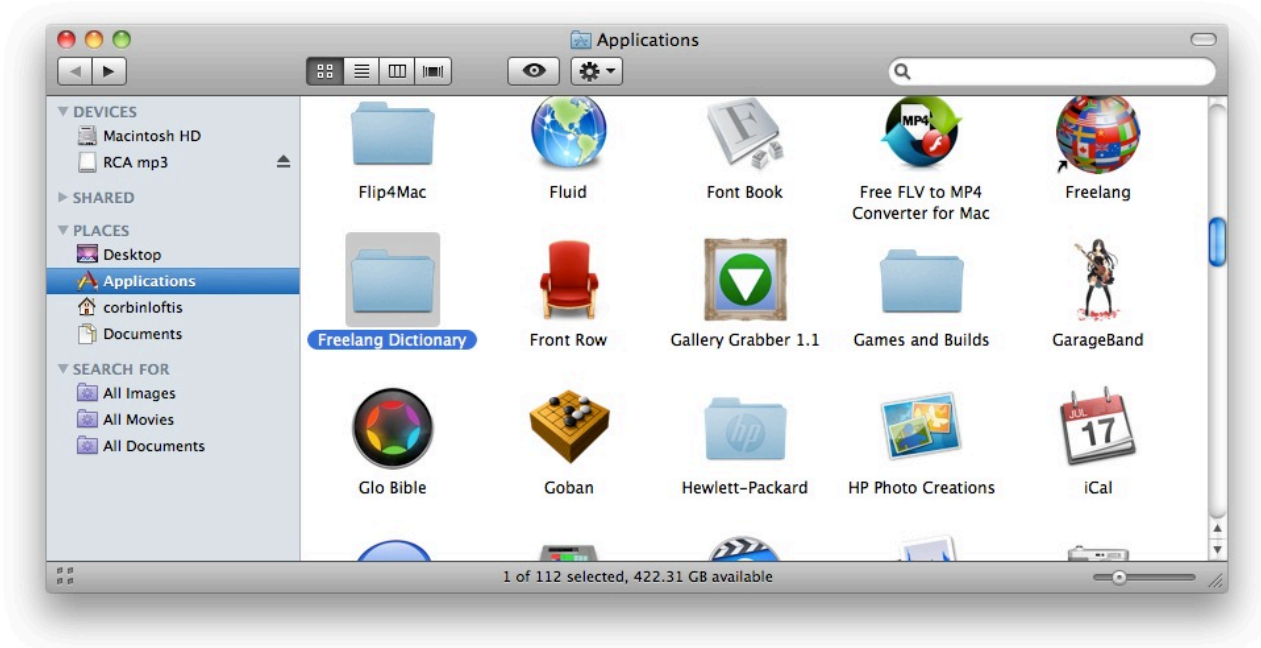 Applications
DEVICES
Macintosh HD
RCA mp3
SHARED
PLACES
Desktop
Applications
corbinloftis
Documents
SEARCH FOR
All Images
All Movies
All Documents
MP4
F
Flip4Mac
Fluid
Font Book
Free FLV to MP4
Converter for Mac
Freelang
Freelang Dictionary
Front Row
Gallery Grabber 1.1
Games and Builds
GarageBand
hp
JUL
17
Glo Bible
Goban
Hewlett-Packard
HP Photo Creations
iCal
1 of 112 selected, 422.31 GB available